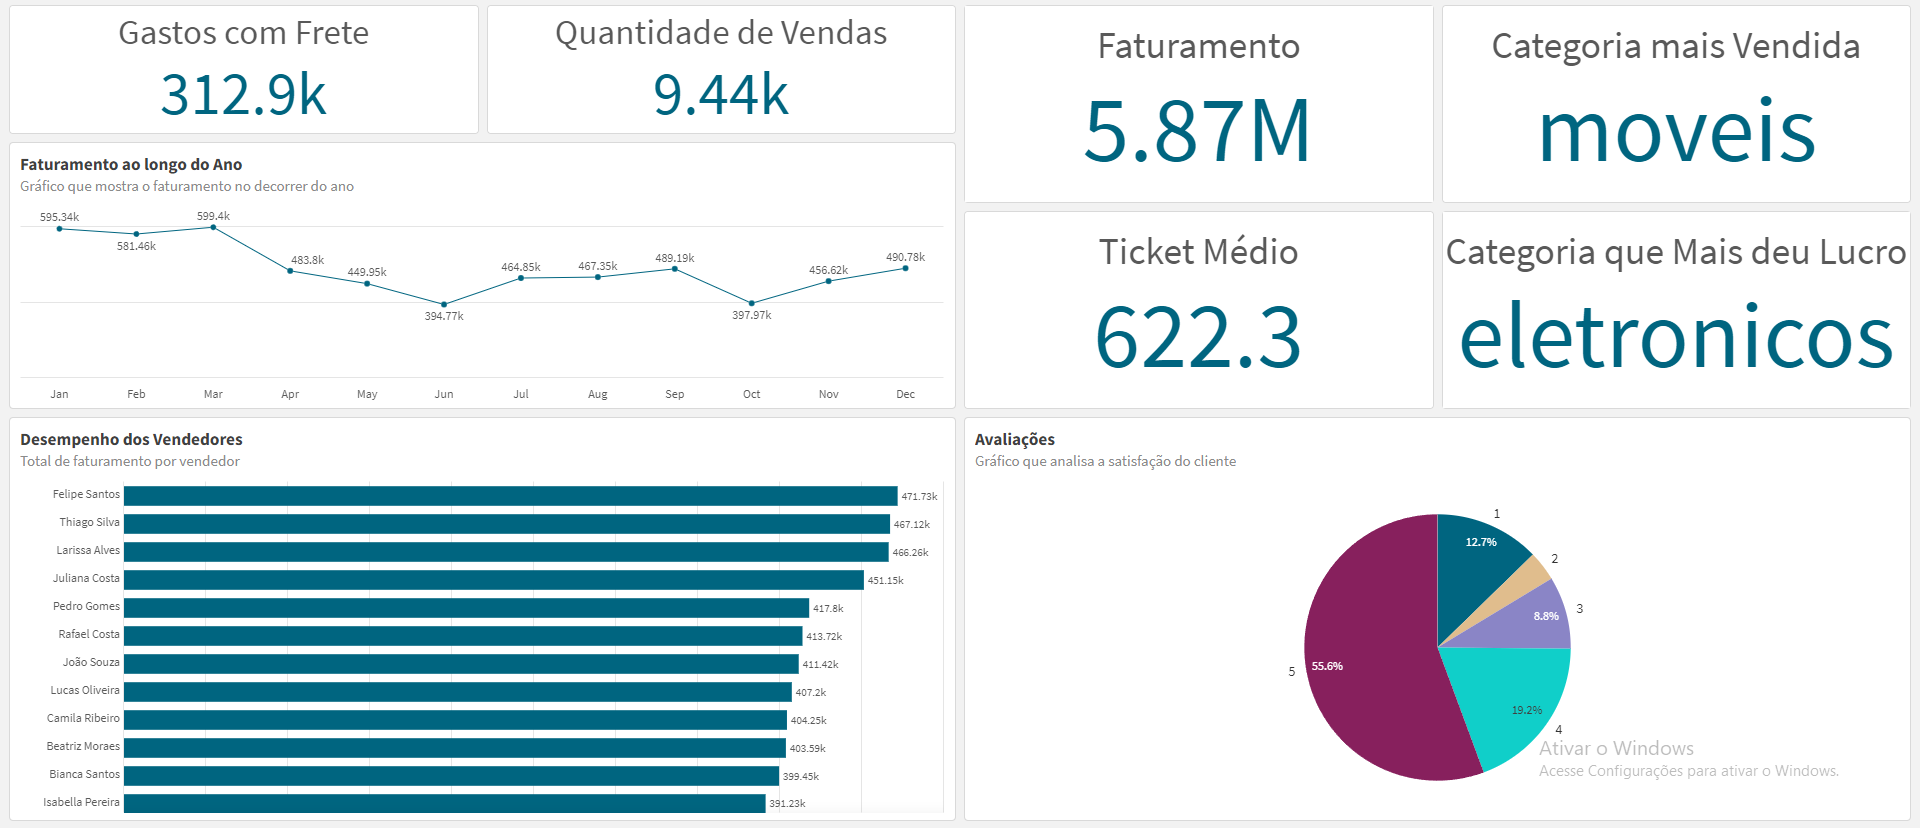 Gastos com Frete
312.9k
Quantidade de Vendas
9.44k
Faturamento
5.87M
Categoria mais Vendida
moveis
Faturamento ao longo do Ano
Gráfico que mostra o faturamento no decorrer do ano
595.34k
581.46k
599.4k
483.8k
449.95k
394.77k
464.85k
467.35k
489.19k
397.97k
456.62k
490.78k
Jan
Feb
Mar
Apr
May
Jun
Jul
Aug
Sep
Oct
Nov
Dec
Ticket Médio
622.3
Categoria que Mais deu Lucro
eletronicos
Desempenho dos Vendedores
Total de faturamento por vendedor
Felipe Santos 471.73k
Thiago Silva 467.12k
Larissa Alves 466.26k
Juliana Costa 451.15k
Pedro Gomes 417.8k
Rafael Costa 413.72k
João Souza 411.42k
Lucas Oliveira 407.2k
Camila Ribeiro 404.25k
Beatriz Moraes 403.59k
Bianca Santos 399.45k
Isabella Pereira 391.23k
Avaliações
Gráfico que analisa a satisfação do cliente
1
12.7%
2
3
8.8%
5
55.6%
19.2%
4
Ativar o Windows
Acesse Configurações para ativar o Windows.